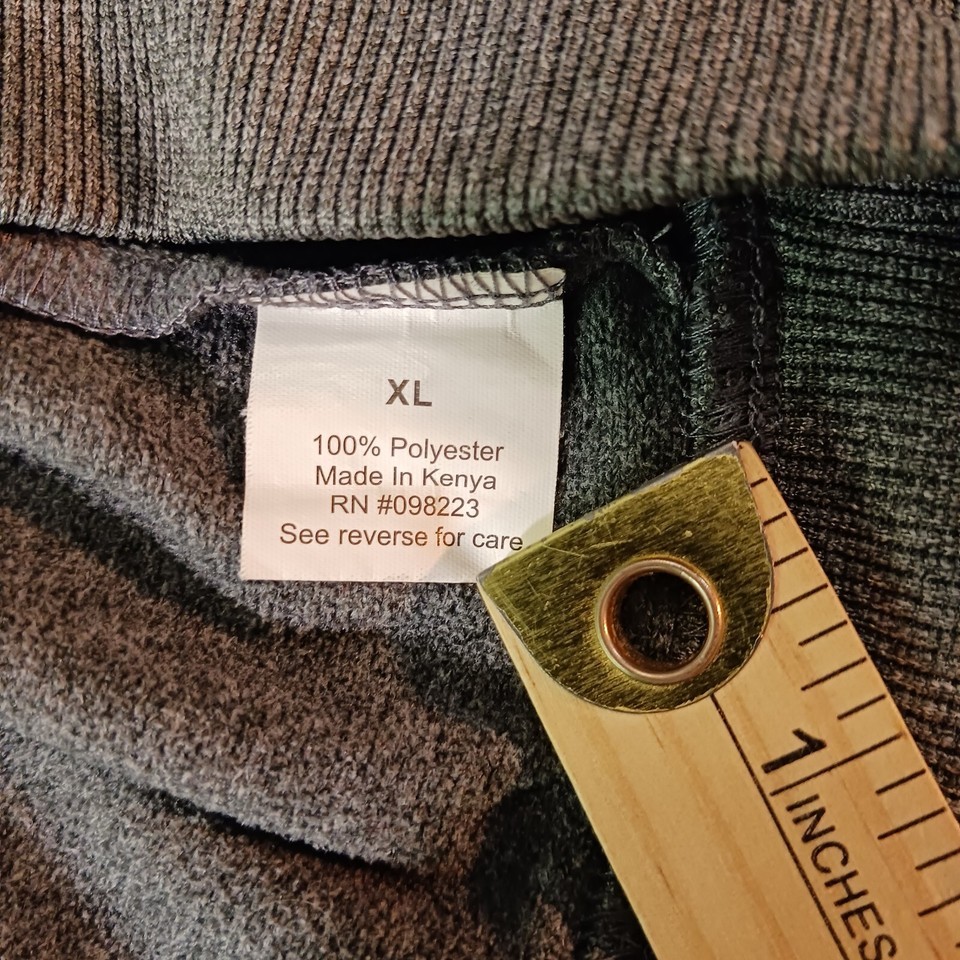 XL
100% Polyester
Made In Kenya
RN #098223
See reverse for care
1
INCHES